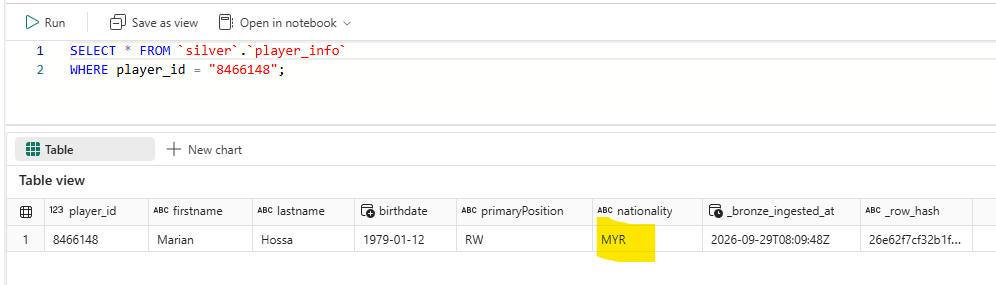 Run Save as view Open in notebook
1 SELECT * FROM `silver`.`player_info`
2 WHERE player_id = "8466148";
Table New chart
Table view
123 player_id ABC firstname ABC lastname birthdate ABC primaryPosition ABC nationality _bronze_ingested_at ABC _row_hash
1 8466148 Marian Hossa 1979-01-12 RW MYR 2026-09-29T08:09:48Z 26e62f7cf32b1f...